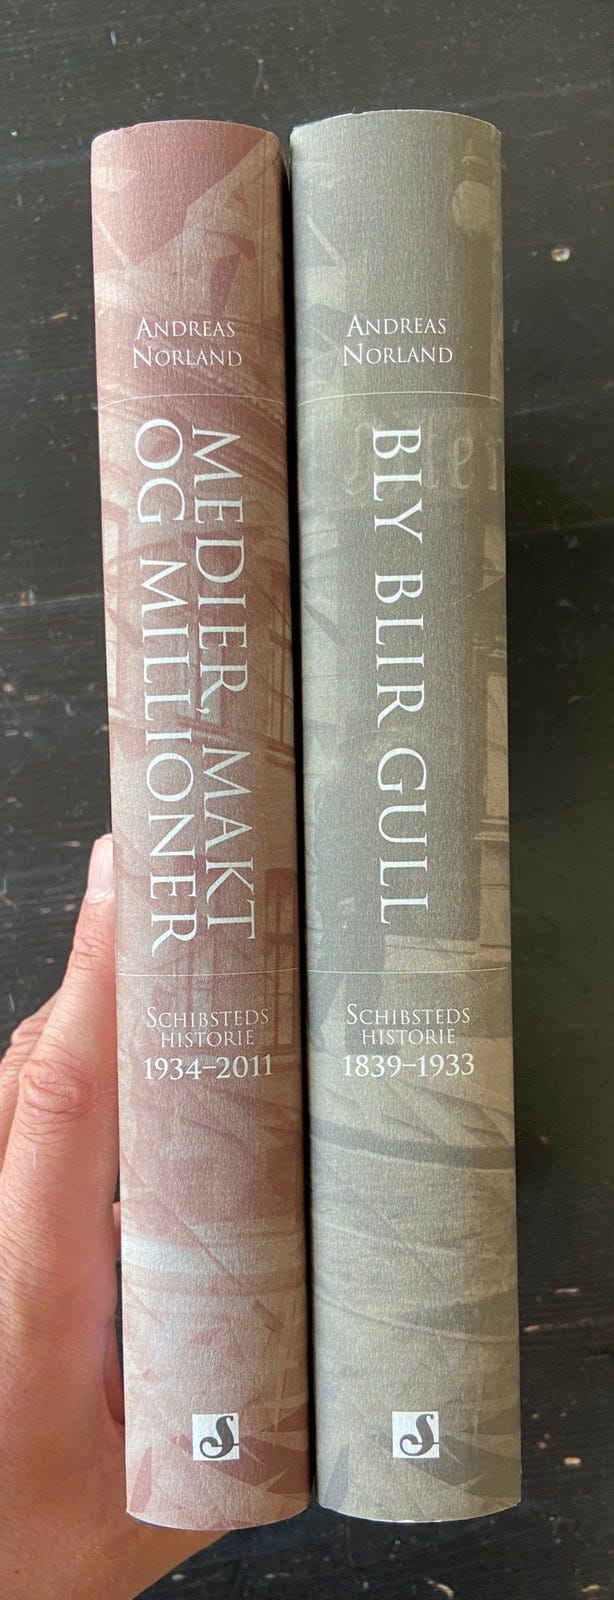 ANDREAS
NORLAND
MEDIER, MAKT
OG MILLIONER
SCHIBSTEDS
HISTORIE
1934–2011
S
ANDREAS
NORLAND
BLY BLIR GULL
SCHIBSTEDS
HISTORIE
1839–1933
S